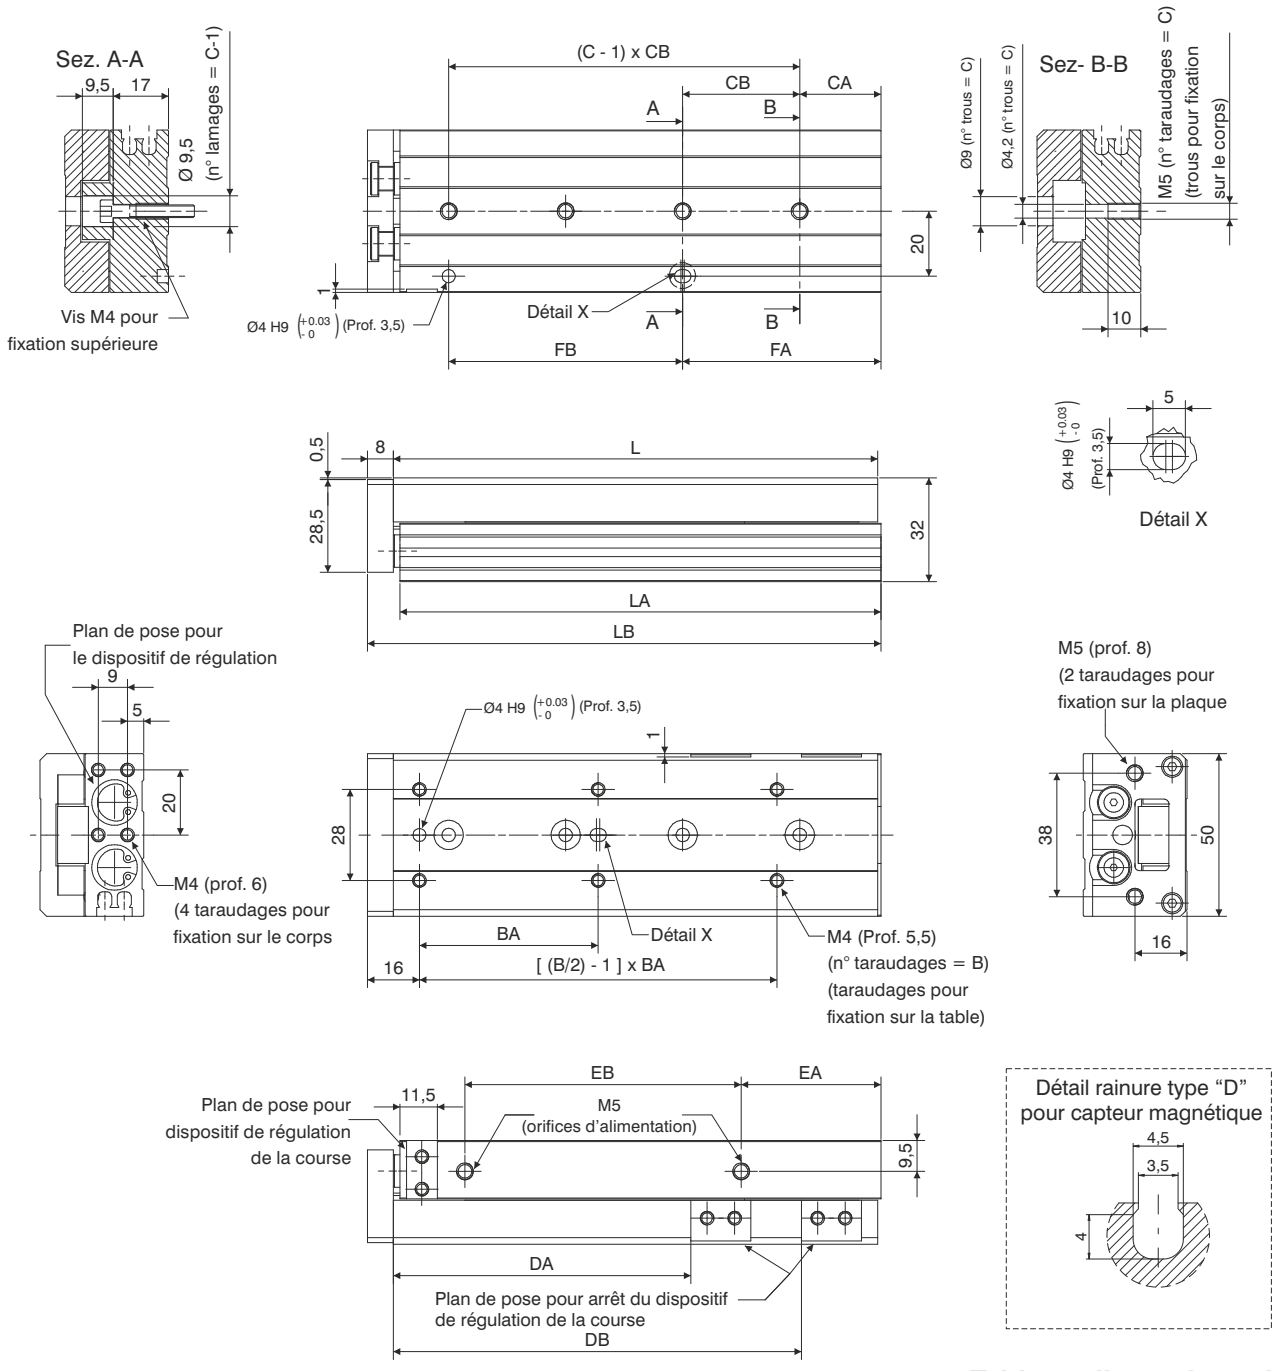 Sez. A-A
9,5
17
Ø 9,5
(n° lamages = C-1)
Vis M4 pour
fixation supérieure
(C - 1) x CB
CB
CA
A
B
20
1
Ø4 H9 (+0.03 - 0) (Prof. 3,5)
Détail X
A
B
FB
FA
Sez- B-B
Ø9 (n° trous = C)
Ø4,2 (n° trous = C)
M5 (n° taraudages = C)
(trous pour fixation
sur le corps)
10
0,5
8
L
28,5
32
LA
LB
5
Ø4 H9 (+0.03 - 0)
(Prof. 3,5)
Détail X
Plan de pose pour
le dispositif de régulation
9
5
20
M4 (prof. 6)
(4 taraudages pour
fixation sur le corps
Ø4 H9 (+0.03 - 0) (Prof. 3,5)
1
28
BA
Détail X
16
[ (B/2) - 1 ] x BA
M4 (Prof. 5,5)
(n° taraudages = B)
(taraudages pour
fixation sur la table)
M5 (prof. 8)
(2 taraudages pour
fixation sur la plaque
38
50
16
Plan de pose pour
dispositif de régulation
de la course
11,5
EB
EA
M5
(orifices d'alimentation)
9,5
DA
Plan de pose pour arrêt du dispositif
de régulation de la course
DB
Détail rainure type “D”
pour capteur magnétique
4,5
3,5
4